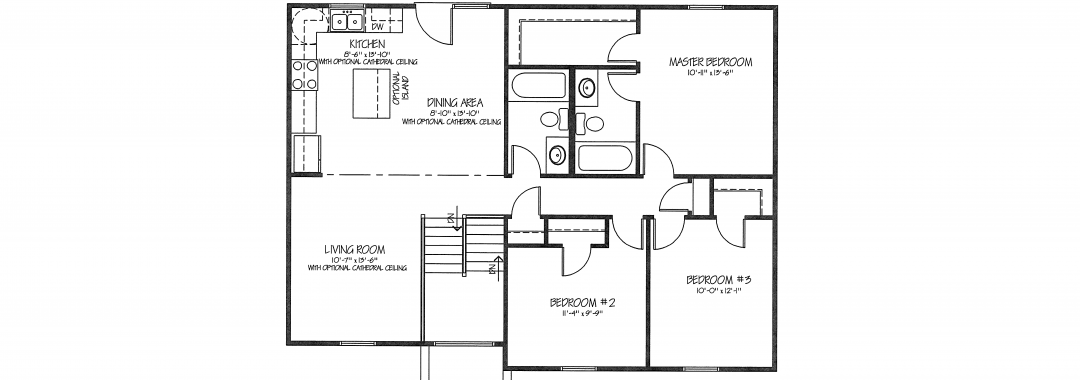 DW
KITCHEN
8'-6" x 13'-10"
WITH OPTIONAL CATHEDRAL CEILING
OPTIONAL
ISLAND
DINING AREA
8'-10" x 13'-10"
WITH OPTIONAL CATHEDRAL CEILING
MASTER BEDROOM
10'-11" x 13'-6"
LIVING ROOM
10'-7" x 13'-6"
WITH OPTIONAL CATHEDRAL CEILING
DN
DN
BEDROOM #2
11'-4" x 9'-9"
BEDROOM #3
10'-0" x 12'-1"